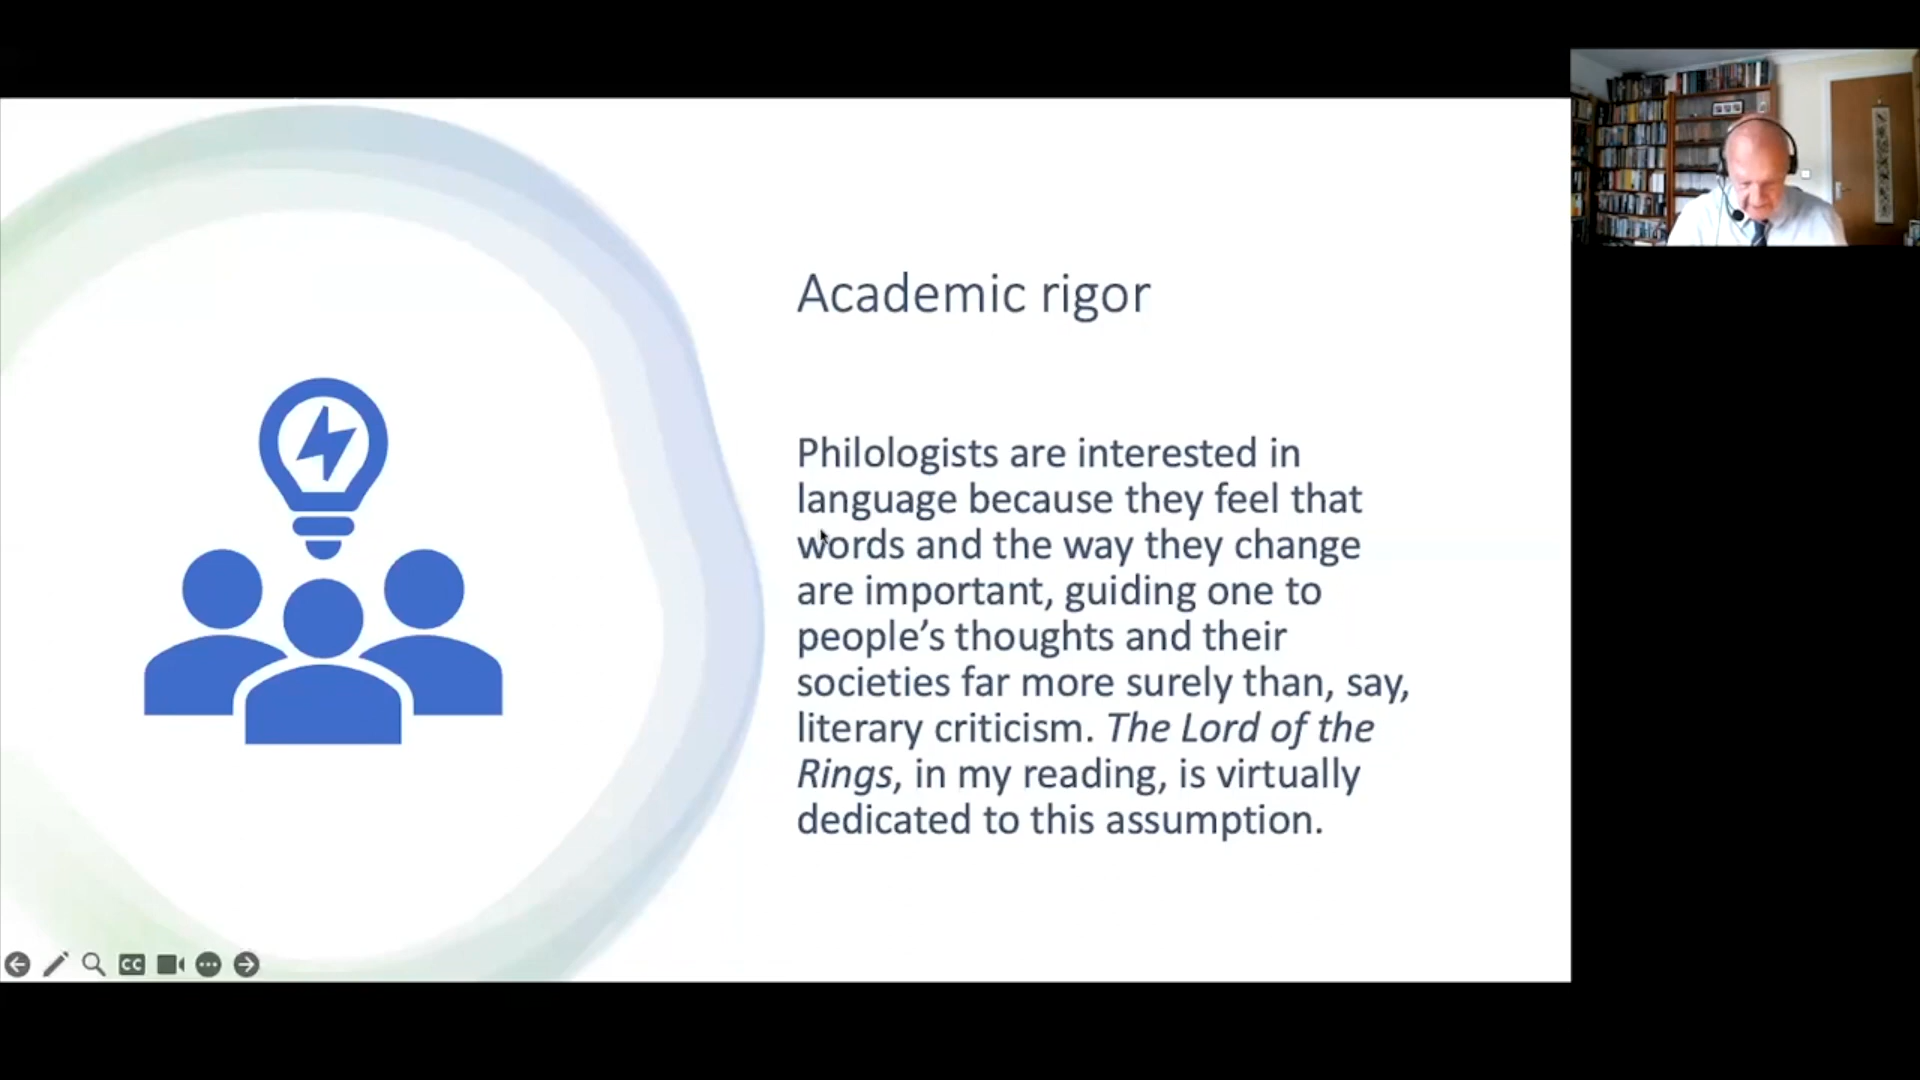 Academic rigor
Philologists are interested in
language because they feel that
words and the way they change
are important, guiding one to
people’s thoughts and their
societies far more surely than, say,
literary criticism. The Lord of the
Rings, in my reading, is virtually
dedicated to this assumption.
CC